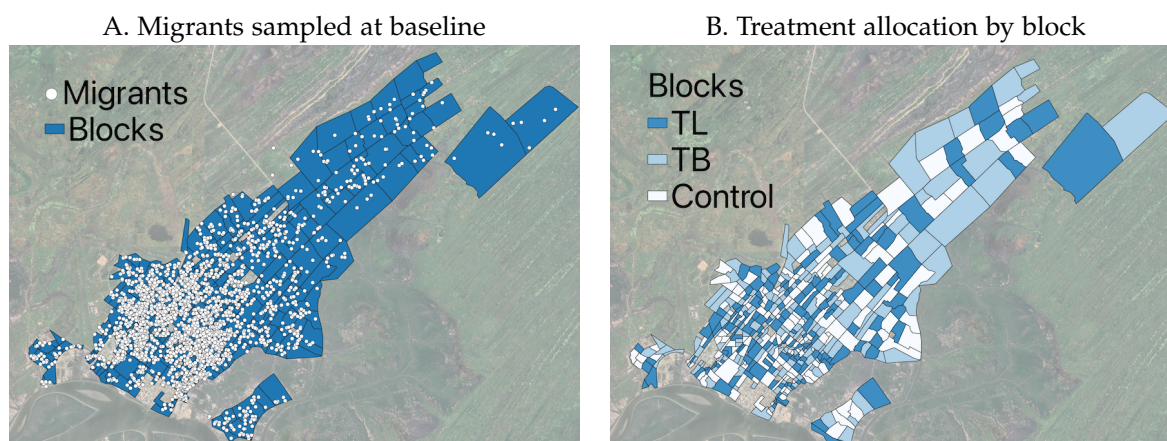 A. Migrants sampled at baseline
Migrants
Blocks
B. Treatment allocation by block
Blocks
TL
TB
Control